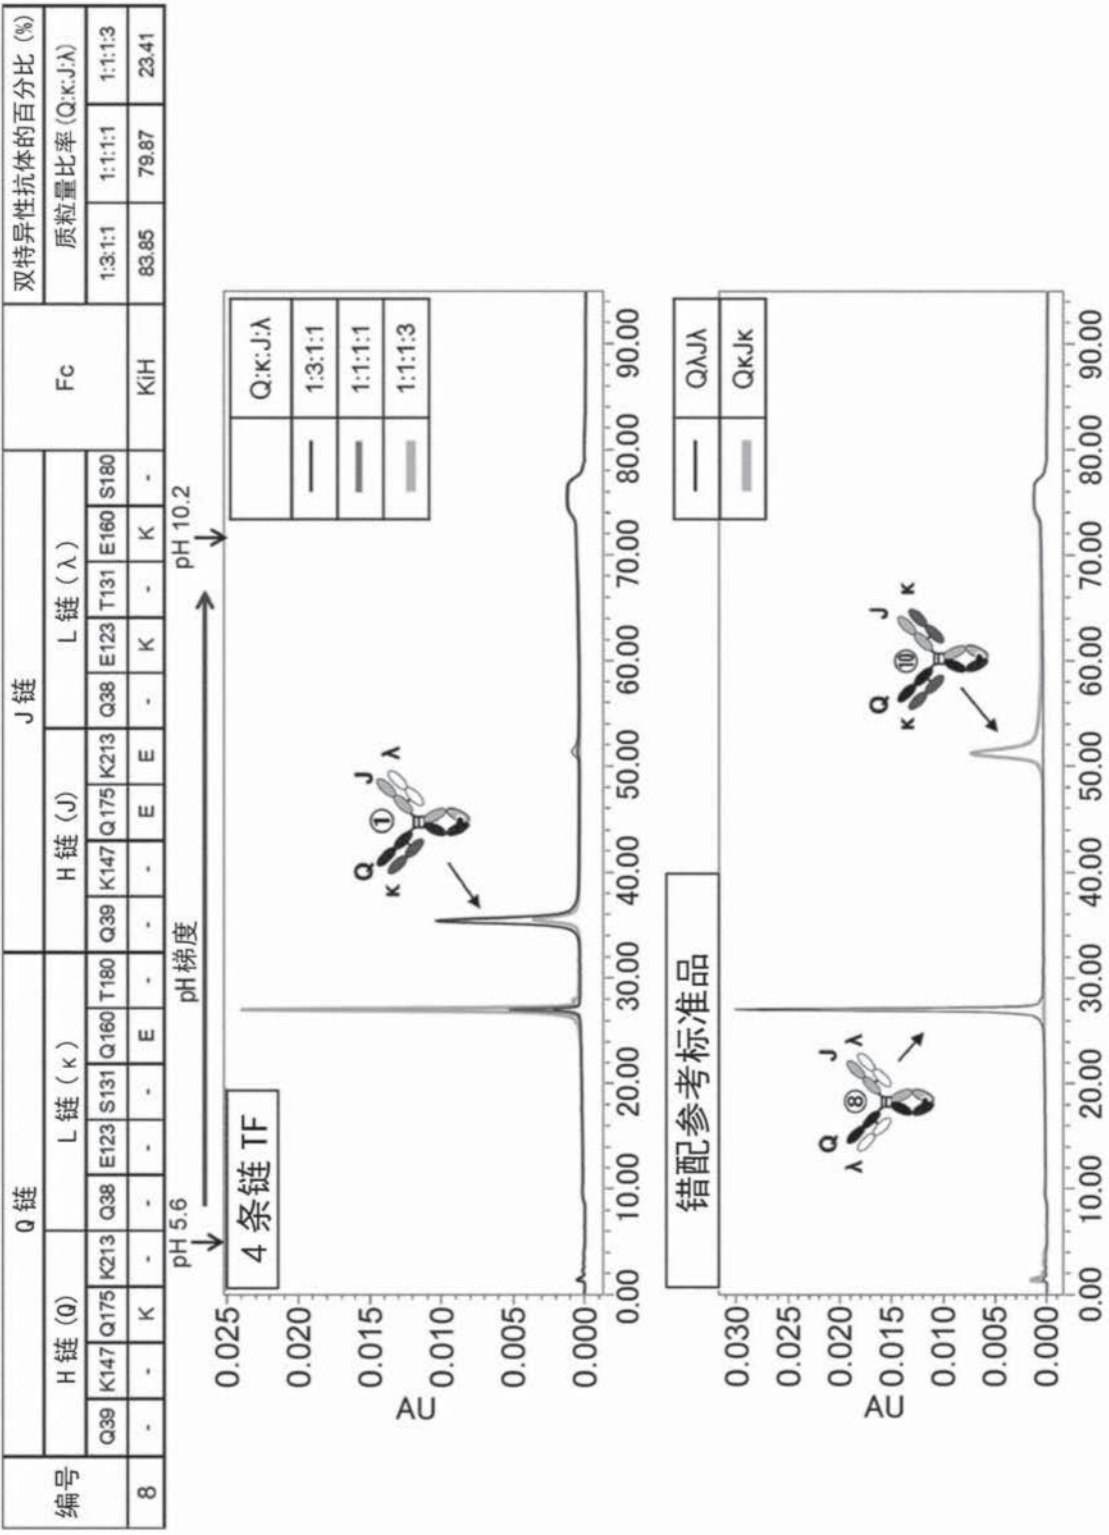 编号 Q链 J链 Fc 双特异性抗体的百分比 (%)
H链 (Q) L链 (κ) H链 (J) L链 (λ) 质粒量比率 (Q:κ:J:λ)
Q39 K147 Q175 K213 Q38 E123 S131 Q160 T180 Q39 K147 Q175 K213 Q38 E123 T131 E160 S180 1:3:1:1 1:1:1:1 1:1:1:3
8 - - K - - - - E - - - E E - K - K - KiH 83.85 79.87 23.41
pH 5.6 pH梯度 pH 10.2
4 条链 TF
Q:κ:J:λ
1:3:1:1
1:1:1:1
1:1:1:3
Q J
①
κ λ
0.025
0.020
0.015
0.010
0.005
0.000
AU
0.00 10.00 20.00 30.00 40.00 50.00 60.00 70.00 80.00 90.00
错配参考标准品
QλJλ
QκJκ
Q J
⑧
λ λ
Q J
⑩
κ κ
0.030
0.025
0.020
0.015
0.010
0.005
0.000
AU
0.00 10.00 20.00 30.00 40.00 50.00 60.00 70.00 80.00 90.00